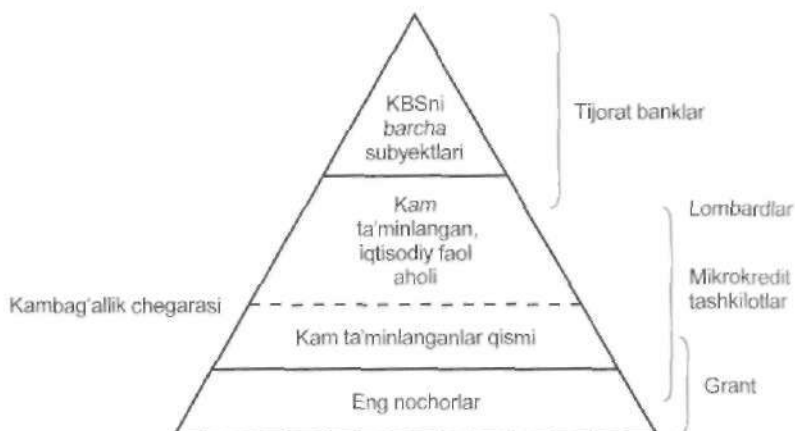 KBSni
barcha
subyektlari
Tijorat banklar
Kam
ta'minlangan,
iqtisodiy faol
aholi
Lombardlar
Mikrokredit
tashkilotlar
Kambag'allik chegarasi
Kam ta'minlanganlar qismi
Grant
Eng nochorlar